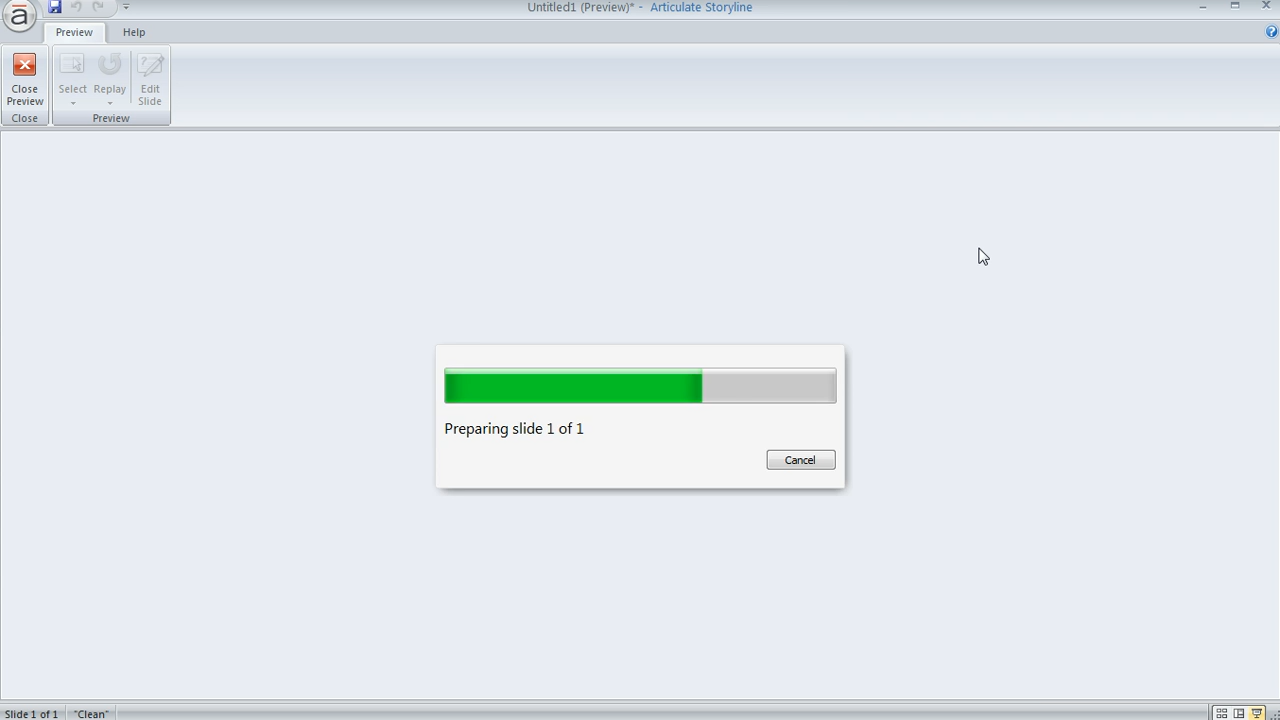 Untitled1 (Preview)* - Articulate Storyline
Preview Help
Close Preview
Select
Replay
Edit Slide
Close
Preview
Preparing slide 1 of 1
Cancel
Slide 1 of 1 "Clean"